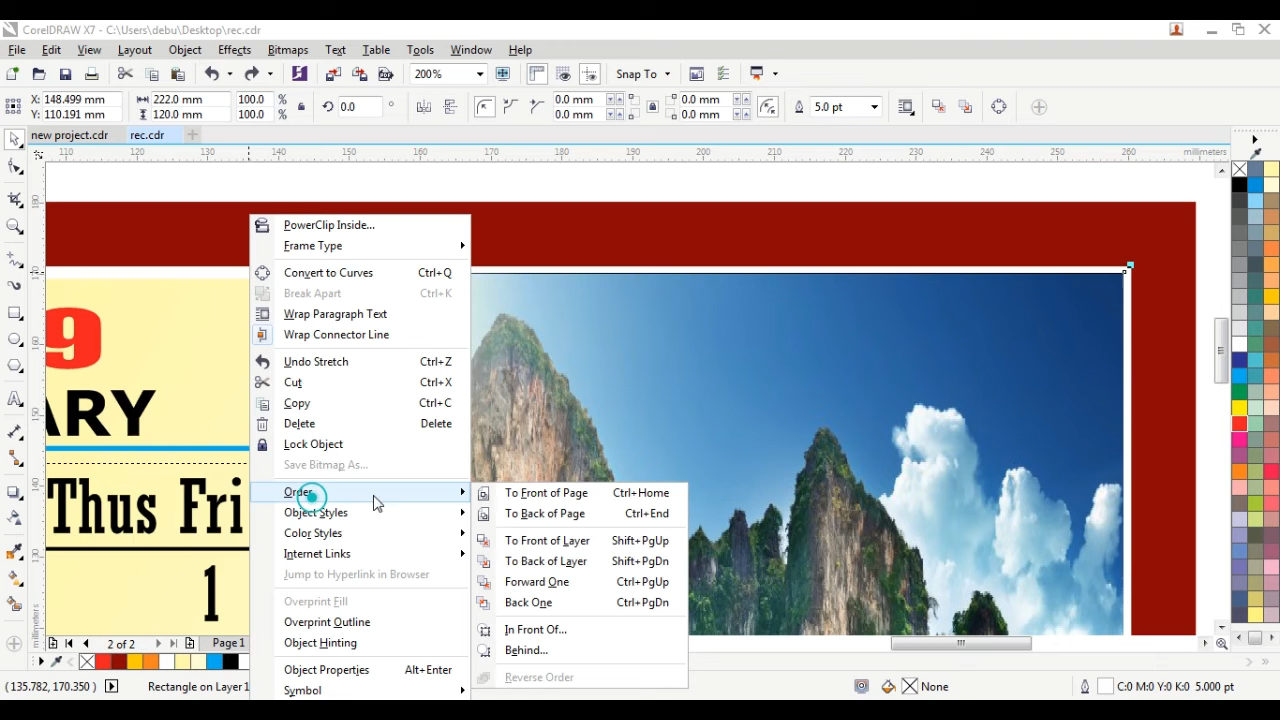 CorelDRAW X7 - C:\Users\debu\Desktop\rec.cdr
File Edit View Layout Object Effects Bitmaps Text Table Tools Window Help
200% Snap To
X: 148.499 mm 222.0 mm 100.0 % 0.0 ° 0.0 mm 0.0 mm 5.0 pt
Y: 110.191 mm 120.0 mm 100.0 % 0.0 mm 0.0 mm
new project.cdr rec.cdr
110 120 130 140 150 160 170 180 190 200 210 220 230 240 250 260 millimeters
PowerClip Inside...
Frame Type
Convert to Curves Ctrl+Q
Break Apart Ctrl+K
Wrap Paragraph Text
Wrap Connector Line
Undo Stretch Ctrl+Z
Cut Ctrl+X
Copy Ctrl+C
Delete Delete
Lock Object
Save Bitmap As...
Order
Object Styles
Color Styles
Internet Links
Jump to Hyperlink in Browser
Overprint Fill
Overprint Outline
Object Hinting
Object Properties Alt+Enter
Symbol
To Front of Page Ctrl+Home
To Back of Page Ctrl+End
To Front of Layer Shift+PgUp
To Back of Layer Shift+PgDn
Forward One Ctrl+PgUp
Back One Ctrl+PgDn
In Front Of...
Behind...
Reverse Order
9
ARY
Thus Fri
1
2 of 2 Page 1
(135.782, 170.350) Rectangle on Layer 1 None C:0 M:0 Y:0 K:0 5.000 pt